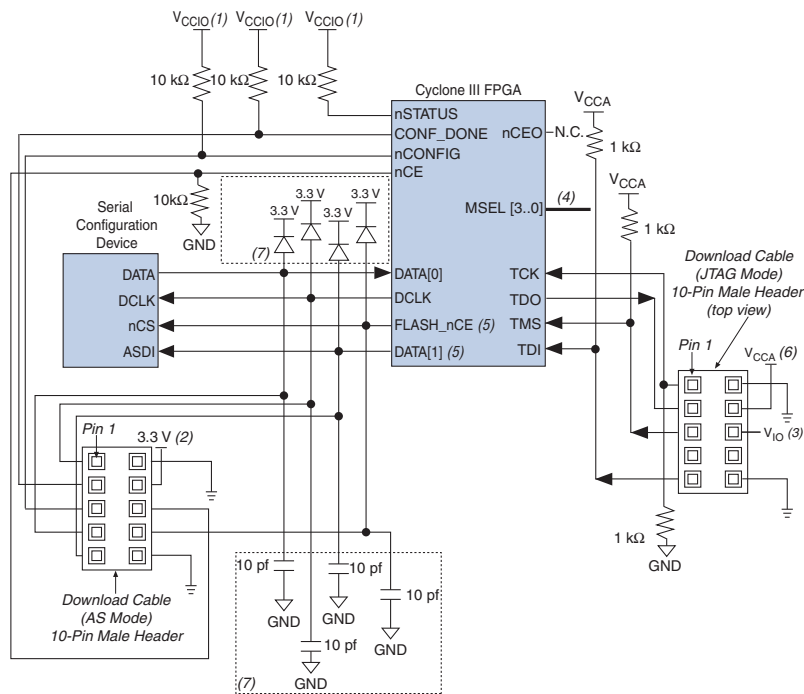 VCCIO (1) VCCIO (1) VCCIO (1)
10 kΩ 10 kΩ 10 kΩ
Cyclone III FPGA
nSTATUS
CONF_DONE
nCONFIG
nCE
nCEO
N.C.
MSEL [3..0]
(4)
VCCA
1 kΩ
VCCA
1 kΩ
10kΩ
GND
3.3 V
3.3 V
3.3 V
3.3 V
(7)
Serial
Configuration
Device
DATA
DCLK
nCS
ASDI
DATA[0]
DCLK
FLASH_nCE (5)
DATA[1] (5)
TCK
TDO
TMS
TDI
Download Cable
(JTAG Mode)
10-Pin Male Header
(top view)
Pin 1
VCCA (6)
VIO (3)
1 kΩ
GND
Pin 1
3.3 V (2)
Download Cable
(AS Mode)
10-Pin Male Header
10 pf
GND
10 pf
GND
10 pf
GND
10 pf
GND
(7)